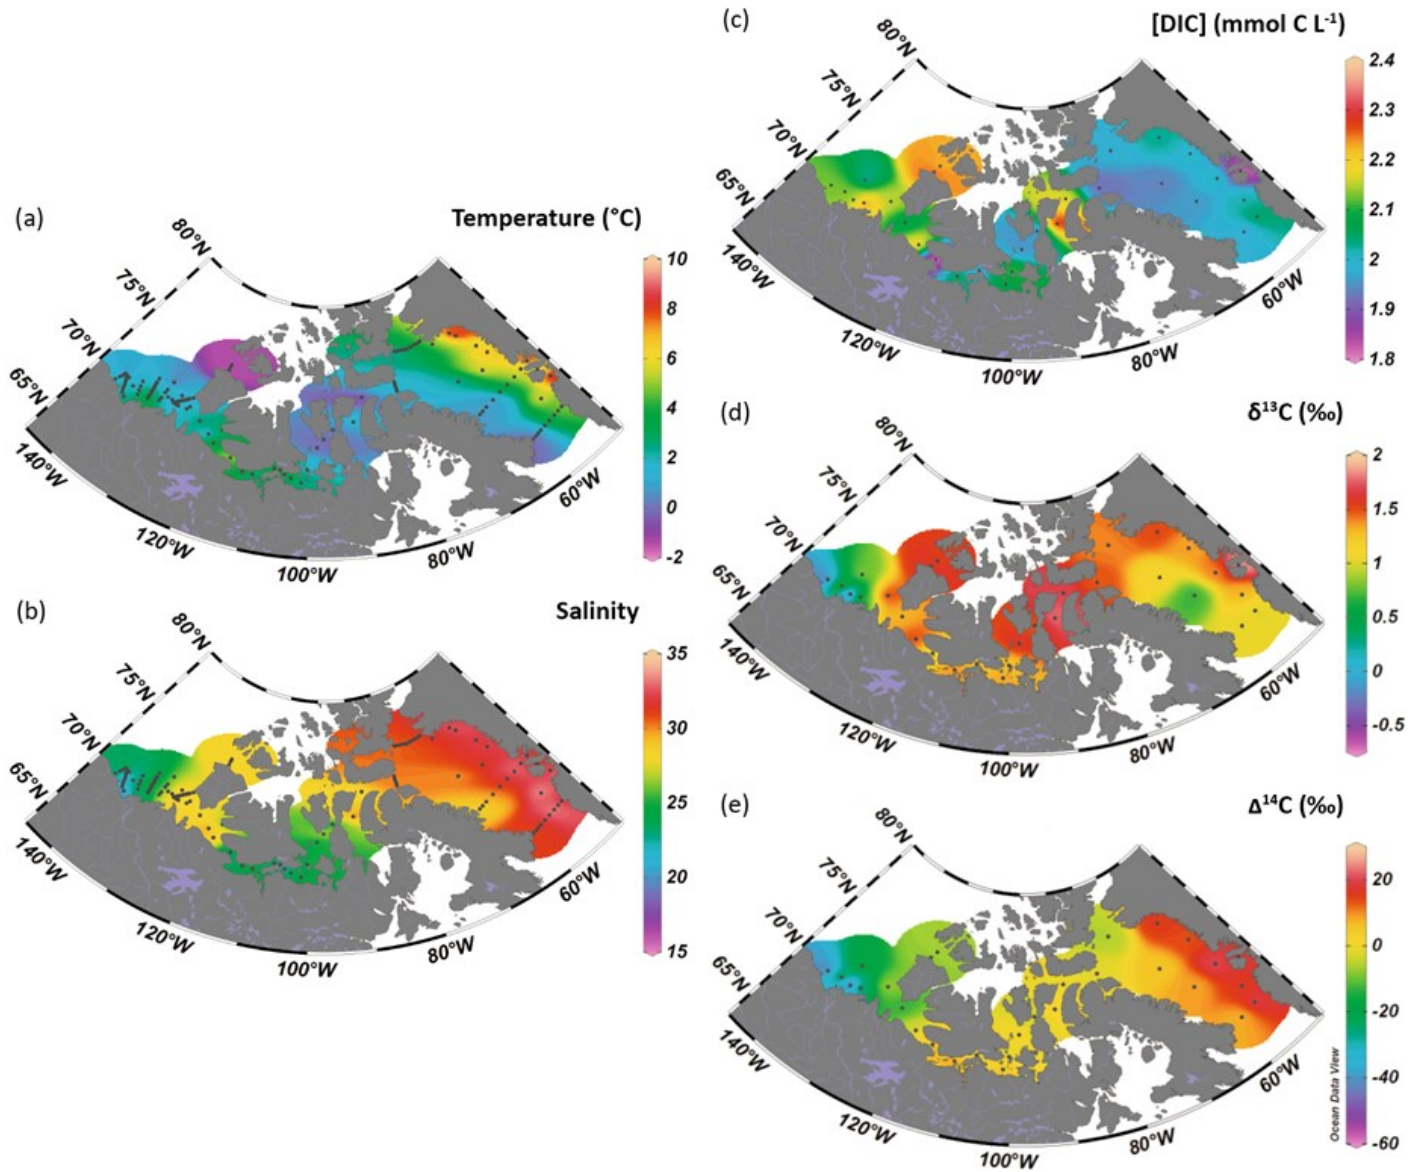 (a)
Temperature (°C)
80°N
75°N
70°N
65°N
140°W
120°W
100°W
80°W
60°W
10
8
6
4
2
0
-2
(b)
Salinity
80°N
75°N
70°N
65°N
140°W
120°W
100°W
80°W
60°W
35
30
25
20
15
(c)
[DIC] (mmol C L⁻¹)
80°N
75°N
70°N
65°N
140°W
120°W
100°W
80°W
60°W
2.4
2.3
2.2
2.1
2
1.9
1.8
(d)
δ¹³C (‰)
80°N
75°N
70°N
65°N
140°W
120°W
100°W
80°W
60°W
2
1.5
1
0.5
0
-0.5
(e)
Δ¹⁴C (‰)
80°N
75°N
70°N
65°N
140°W
120°W
100°W
80°W
60°W
20
0
-20
-40
-60
Ocean Data View